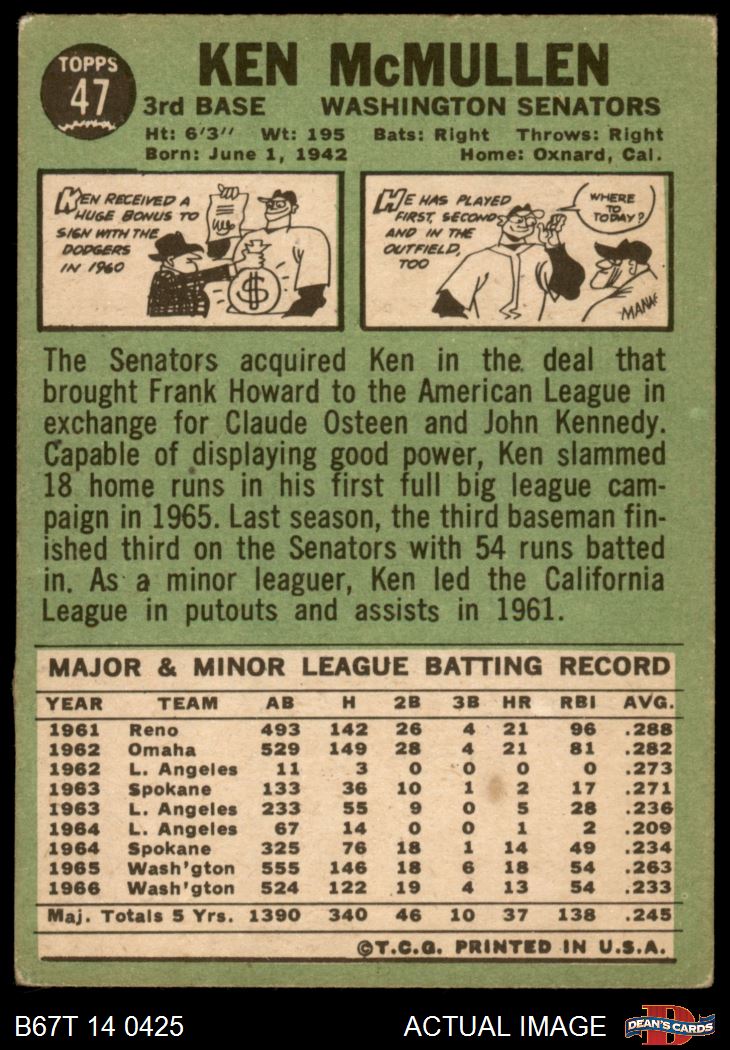 TOPPS
47
KEN McMULLEN
3rd BASE WASHINGTON SENATORS
Ht: 6'3" Wt: 195 Bats: Right Throws: Right
Born: June 1, 1942 Home: Oxnard, Cal.
KEN RECEIVED A
HUGE BONUS TO
SIGN WITH THE
DODGERS
IN 1960
$
HE HAS PLAYED
FIRST, SECOND
AND IN THE
OUTFIELD,
TOO
WHERE
TO
TODAY?
MANAG
The Senators acquired Ken in the deal that
brought Frank Howard to the American League in
exchange for Claude Osteen and John Kennedy.
Capable of displaying good power, Ken slammed
18 home runs in his first full big league cam-
paign in 1965. Last season, the third baseman fin-
ished third on the Senators with 54 runs batted
in. As a minor leaguer, Ken led the California
League in putouts and assists in 1961.
MAJOR & MINOR LEAGUE BATTING RECORD
YEAR TEAM AB H 2B 3B HR RBI AVG.
1961 Reno 493 142 26 4 21 96 .288
1962 Omaha 529 149 28 4 21 81 .282
1962 L. Angeles 11 3 0 0 0 0 .273
1963 Spokane 133 36 10 1 2 17 .271
1963 L. Angeles 233 55 9 0 5 28 .236
1964 L. Angeles 67 14 0 0 1 2 .209
1964 Spokane 325 76 18 1 14 49 .234
1965 Wash'gton 555 146 18 6 18 54 .263
1966 Wash'gton 524 122 19 4 13 54 .233
Maj. Totals 5 Yrs. 1390 340 46 10 37 138 .245
©T.C.G. PRINTED IN U.S.A.
B67T 14 0425 ACTUAL IMAGE
D
DEAN'S CARDS